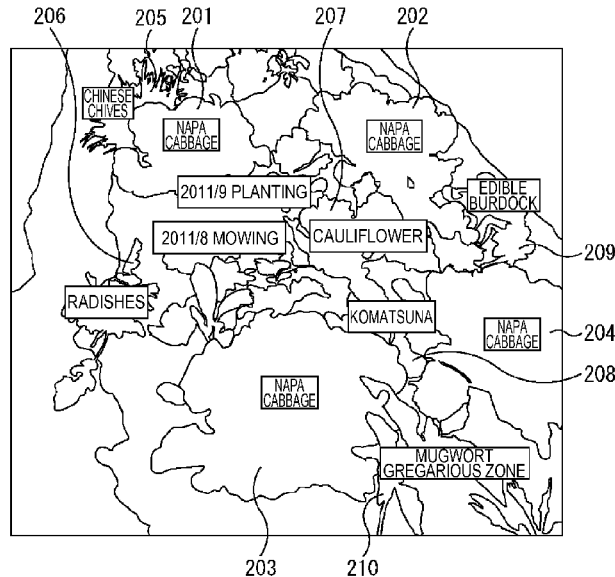 206 205 201 207 202
CHINESE
CHIVES
NAPA
CABBAGE
NAPA
CABBAGE
2011/9 PLANTING
EDIBLE
BURDOCK
2011/8 MOWING
CAULIFLOWER
209
RADISHES
KOMATSUNA
NAPA
CABBAGE
204
208
NAPA
CABBAGE
MUGWORT
GREGARIOUS ZONE
203 210